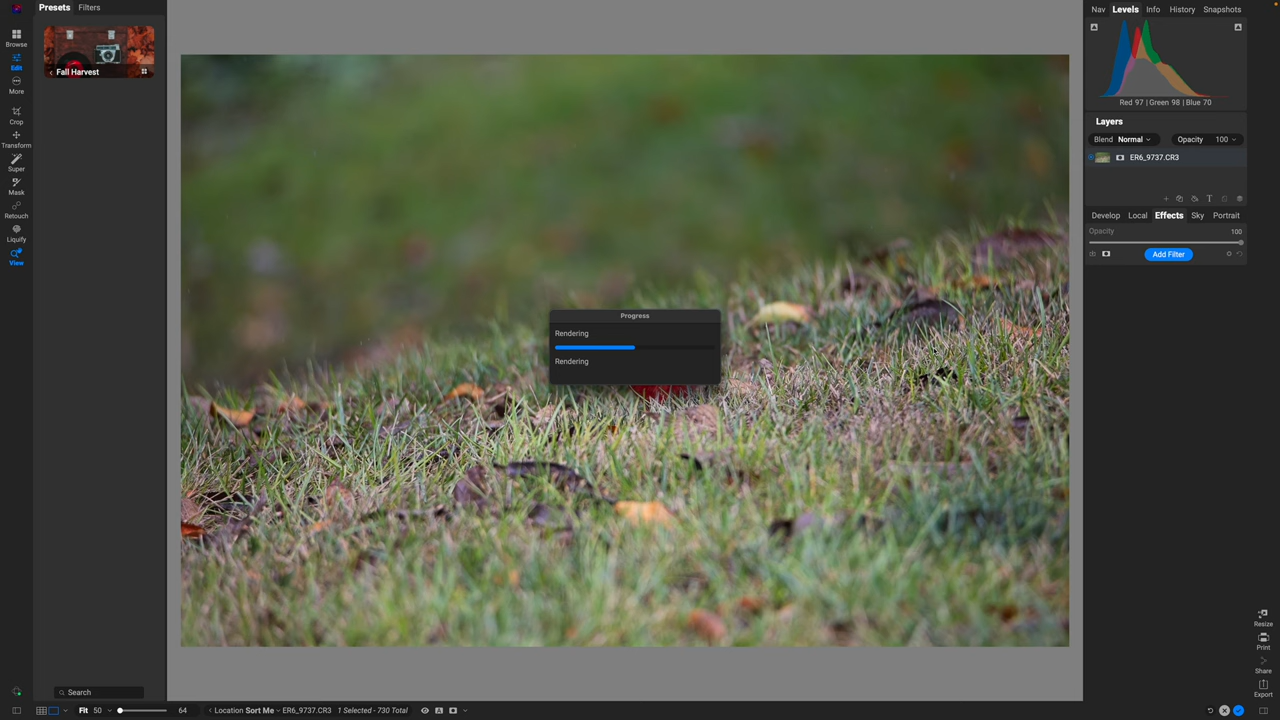 Presets Filters
Nav Levels Info History Snapshots
Browse
Edit
More
Crop
Transform
Super
Mask
Retouch
Liquify
View
Fall Harvest
Red 97 | Green 98 | Blue 70
Layers
Blend Normal Opacity 100
ER6_9737.CR3
Develop Local Effects Sky Portrait
Opacity 100
Add Filter
Progress
Rendering
Rendering
Resize
Print
Share
Export
Search
Fit 50 64 Location Sort Me ER6_9737.CR3 1 Selected - 730 Total